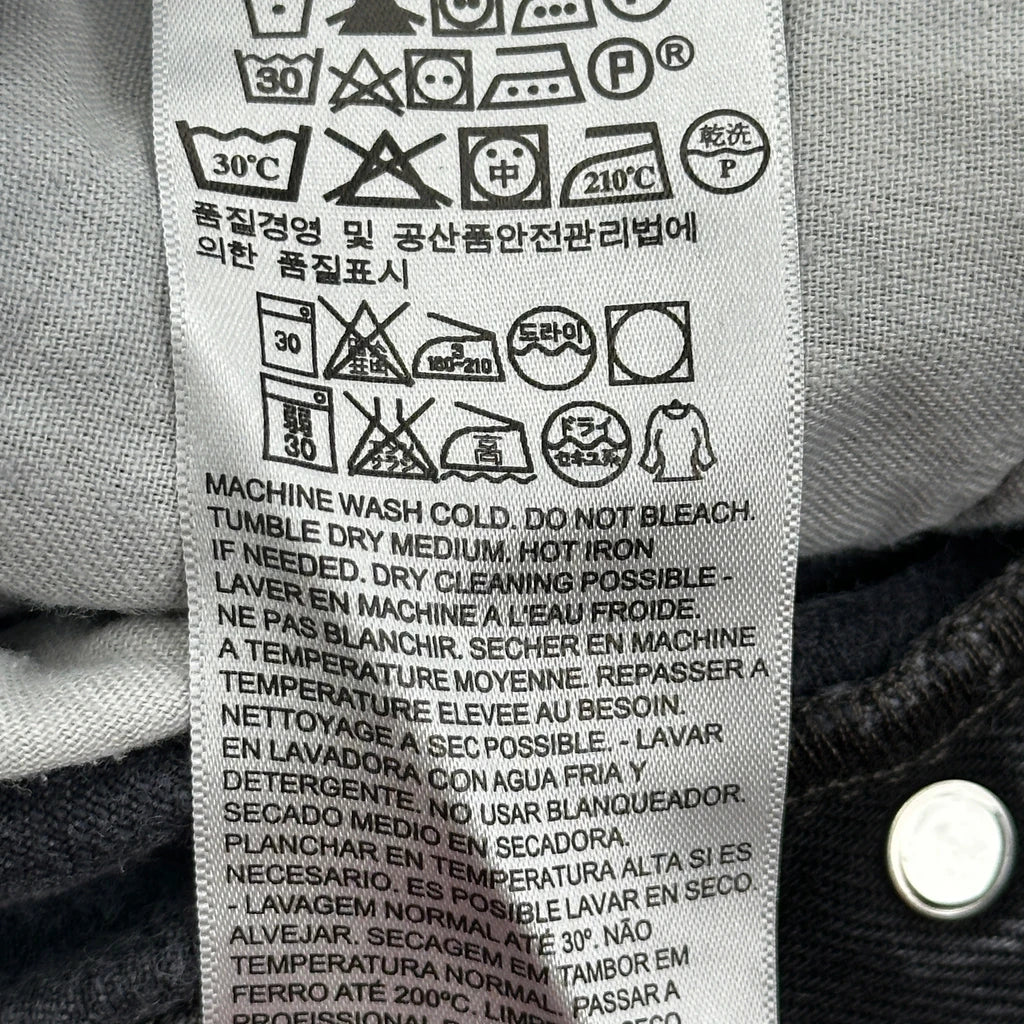 30 P ®
30°C 中 210°C 乾洗 P
품질경영 및 공산품안전관리법에
의한 품질표시
30 3 180~210 드라이
30 高 ドライ セキユ系
MACHINE WASH COLD. DO NOT BLEACH.
TUMBLE DRY MEDIUM. HOT IRON
IF NEEDED. DRY CLEANING POSSIBLE -
LAVER EN MACHINE A L'EAU FROIDE.
NE PAS BLANCHIR. SECHER EN MACHINE
A TEMPERATURE MOYENNE. REPASSER A
TEMPERATURE ELEVEE AU BESOIN.
NETTOYAGE A SEC POSSIBLE. - LAVAR
EN LAVADORA CON AGUA FRIA Y
DETERGENTE. NO USAR BLANQUEADOR.
SECADO MEDIO EN SECADORA.
PLANCHAR EN TEMPERATURA ALTA SI ES
NECESARIO. ES POSIBLE LAVAR EN SECO.
- LAVAGEM NORMAL ATÉ 30º. NÃO
ALVEJAR. SECAGEM EM TAMBOR EM
TEMPERATURA NORMAL. PASSAR A
FERRO ATÉ 200ºC.